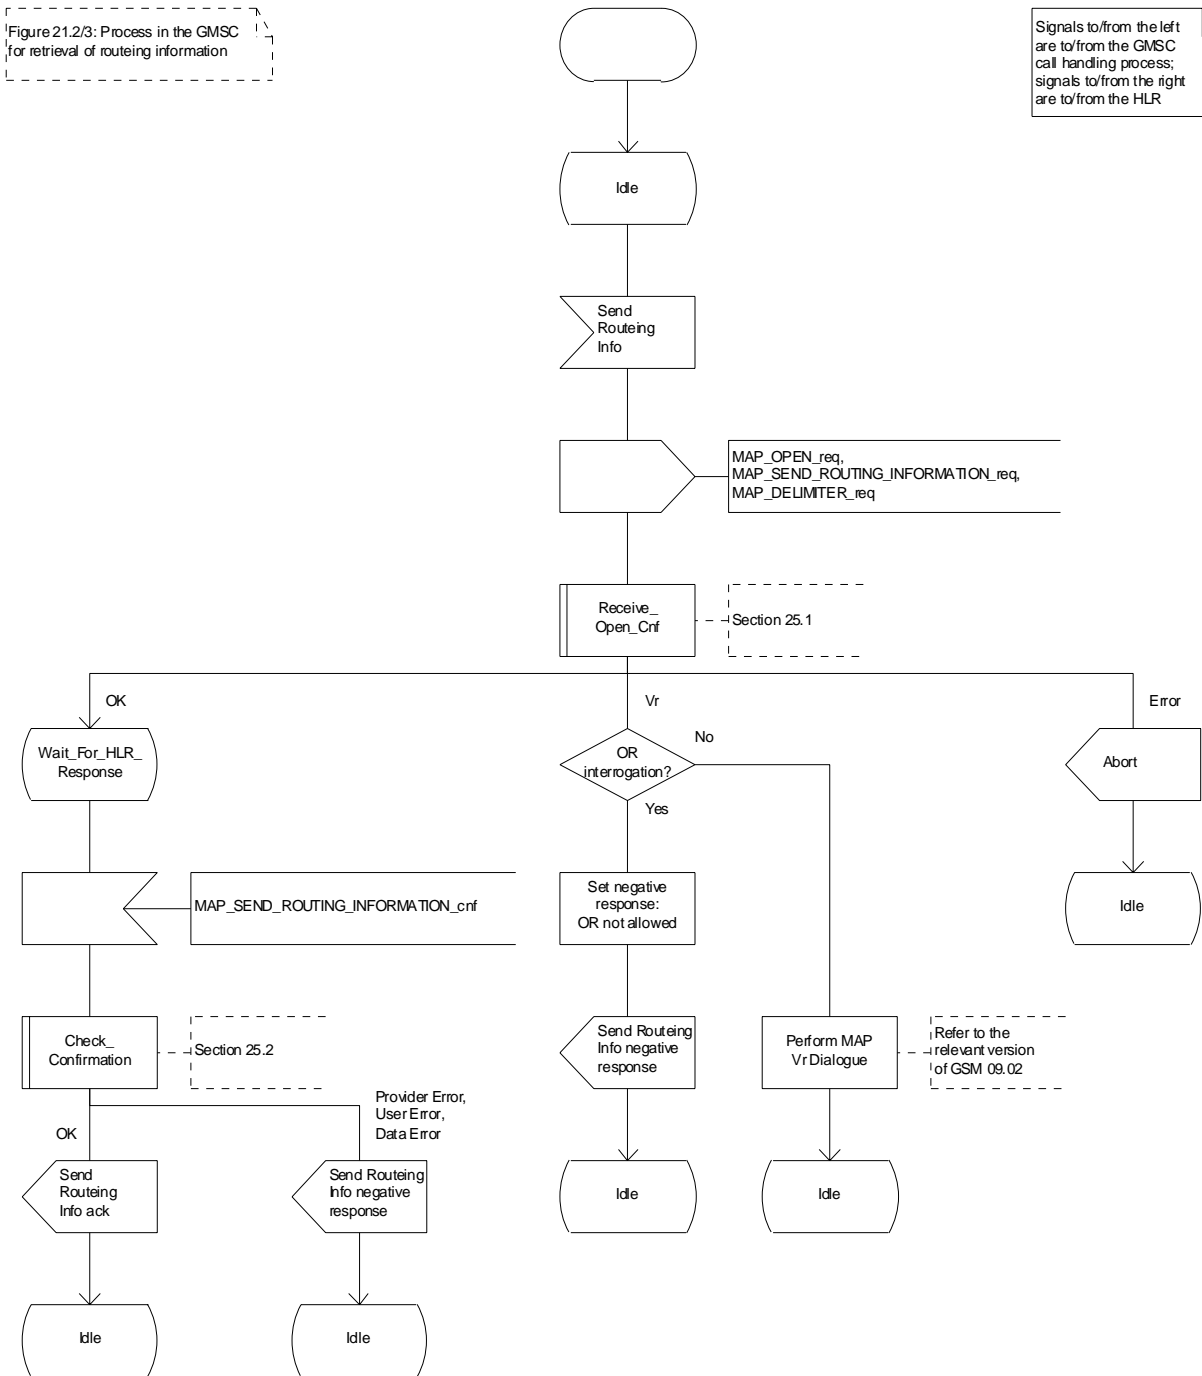 Figure 21.2/3: Process in the GMSC
for retrieval of routeing information
Signals to/from the left
are to/from the GMSC
call handling process;
signals to/from the right
are to/from the HLR
Idle
Send
Routeing
Info
MAP_OPEN_req,
MAP_SEND_ROUTING_INFORMATION_req,
MAP_DELIMITER_req
Receive_
Open_Cnf
Section 25.1
OK
Vr
Error
Wait_For_HLR_
Response
OR
interrogation?
No
Yes
Abort
MAP_SEND_ROUTING_INFORMATION_cnf
Set negative
response:
OR not allowed
Idle
Check_
Confirmation
Section 25.2
Send Routeing
Info negative
response
Perform MAP
Vr Dialogue
Refer to the
relevant version
of GSM 09.02
Provider Error,
User Error,
Data Error
OK
Send
Routeing
Info ack
Send Routeing
Info negative
response
Idle
Idle
Idle
Idle